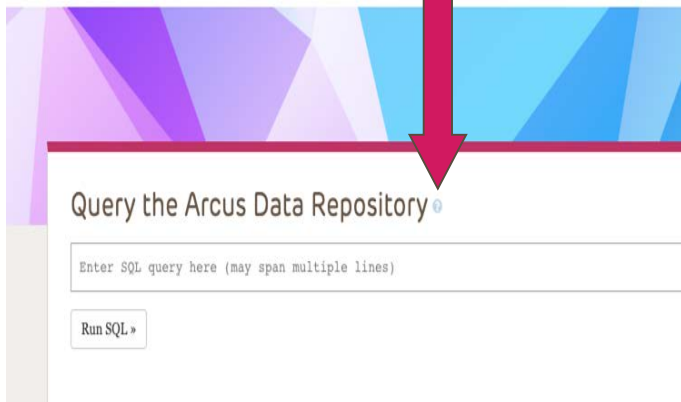 Query the Arcus Data Repository
Enter SQL query here (may span multiple lines)
Run SQL »